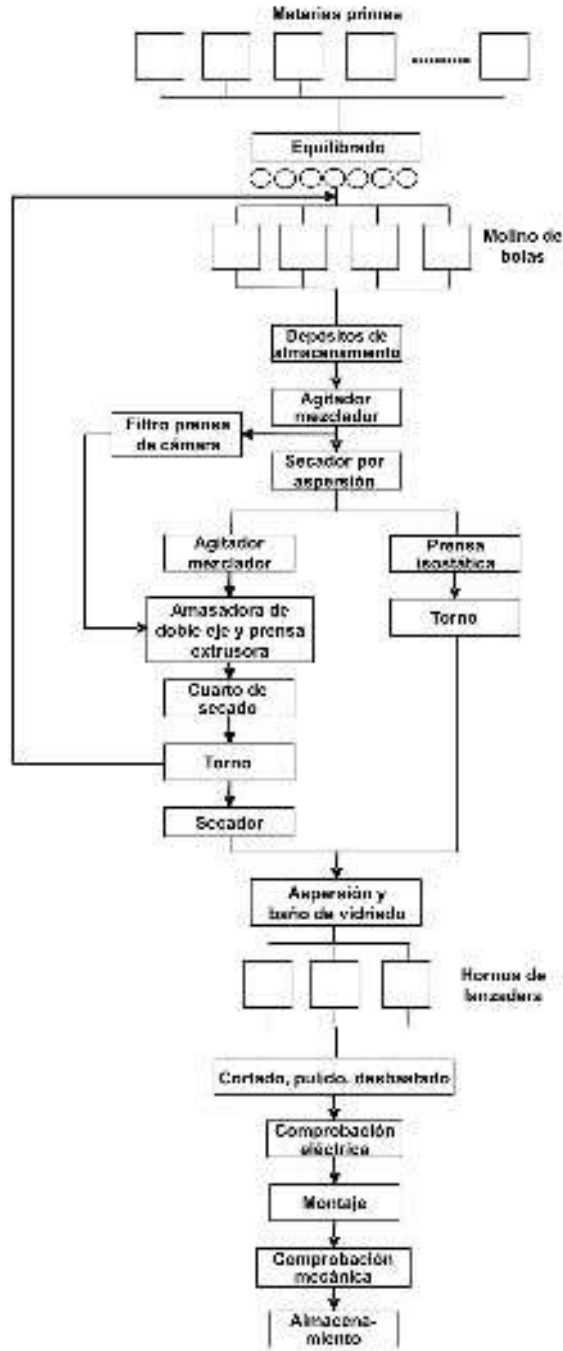 Materias primas
Equilibrado
Molino de
bolas
Depósitos de
almacenamiento
Agitador
mezclador
Filtro prensa
de cámara
Secador por
aspersión
Agitador
mezclador
Prensa
isostática
Amasadora de
doble eje y prensa
extrusora
Torno
Cuarto de
secado
Torno
Secador
Aspersión y
baño de vidriado
Hornos de
lanzadera
Cortado, pulido, desbastado
Comprobación
eléctrica
Montaje
Comprobación
mecánica
Almacena-
miento